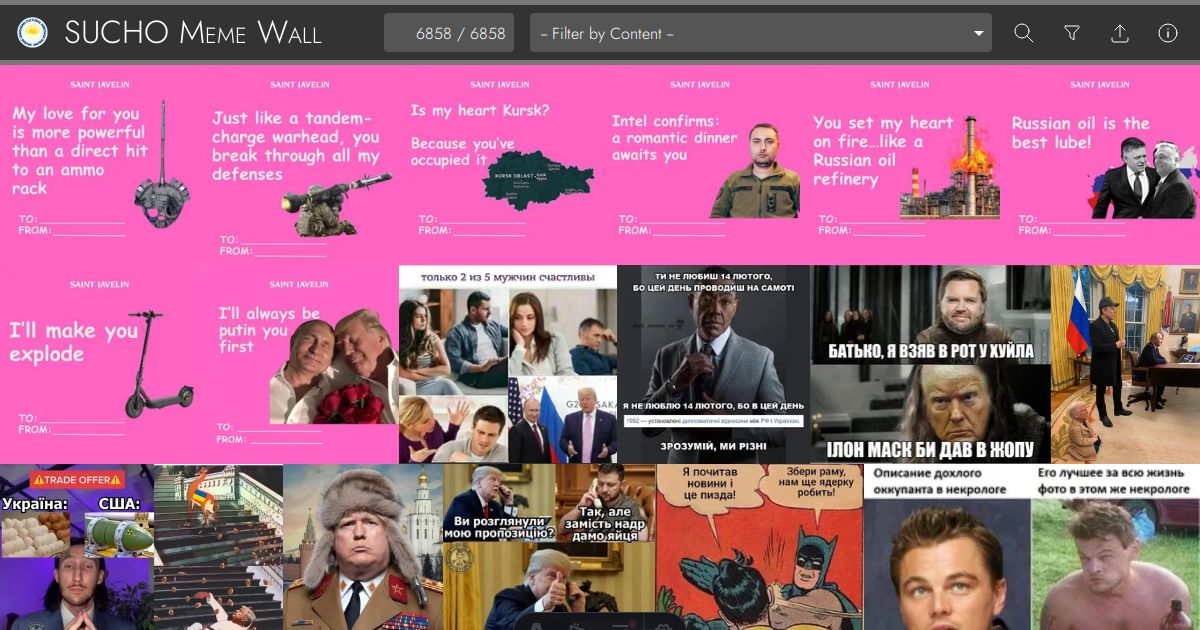 SUCHO Meme Wall
6858 / 6858
-- Filter by Content --
SAINT JAVELIN
My love for you
is more powerful
than a direct hit
to an ammo
rack
TO:
FROM:
SAINT JAVELIN
Just like a tandem-
charge warhead, you
break through all my
defenses
TO:
FROM:
SAINT JAVELIN
Is my heart Kursk?
Because you've
occupied it
KURSK OBLAST
TO:
FROM:
SAINT JAVELIN
Intel confirms:
a romantic dinner
awaits you
TO:
FROM:
SAINT JAVELIN
You set my heart
on fire...like a
Russian oil
refinery
TO:
FROM:
SAINT JAVELIN
Russian oil is the
best lube!
TO:
FROM:
SAINT JAVELIN
I'll make you
explode
TO:
FROM:
SAINT JAVELIN
I'll always be
putin you
first
TO:
FROM:
только 2 из 5 мужчин счастливы
ТИ НЕ ЛЮБИШ 14 ЛЮТОГО,
БО ЦЕЙ ДЕНЬ ПРОВОДИШ НА САМОТІ
Я НЕ ЛЮБЛЮ 14 ЛЮТОГО, БО В ЦЕЙ ДЕНЬ
1992 — установлені дипломатичні відносини між РФ і Україною.
ЗРОЗУМІЙ, МИ РІЗНІ
БАТЬКО, Я ВЗЯВ В РОТ У ХУЙЛА
ІЛОН МАСК БИ ДАВ В ЖОПУ
TRADE OFFER
Україна:
США:
Ви розглянули
мою пропозицію?
Так, але
замість надр
дамо яйця
Я почитав
новини і
це пизда!
Збери раму,
нам ще ядерку
робить!
Описание дохлого
оккупанта в некрологе
Его лучшее за всю жизнь
фото в этом же некрологе